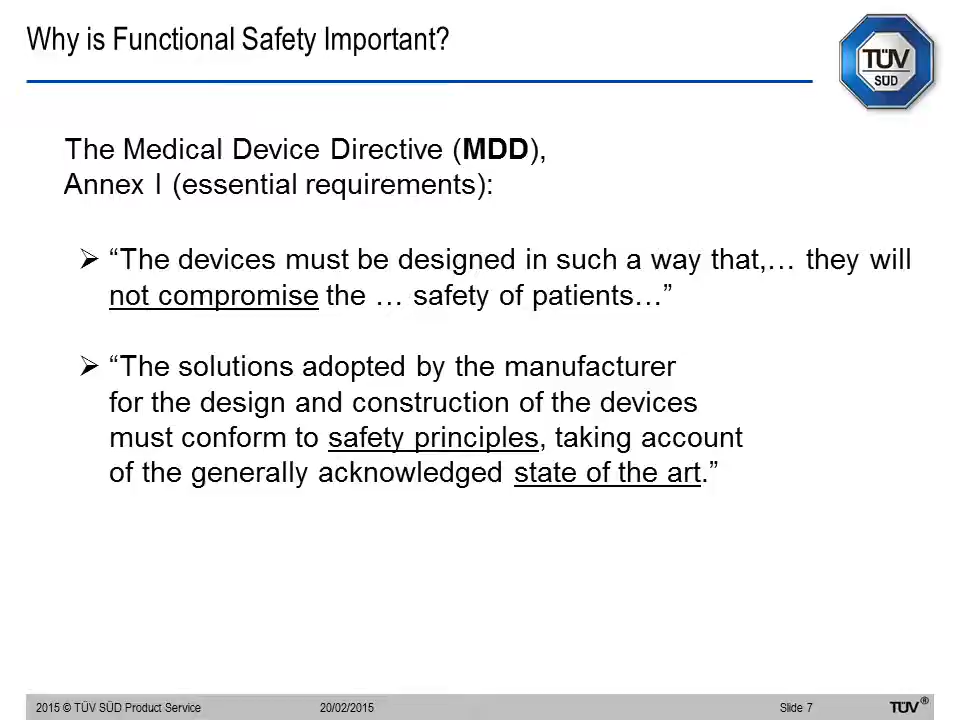 Why is Functional Safety Important?
TÜV
SÜD
The Medical Device Directive (MDD),
Annex I (essential requirements):
➢ “The devices must be designed in such a way that,… they will
not compromise the … safety of patients…”
➢ “The solutions adopted by the manufacturer
for the design and construction of the devices
must conform to safety principles, taking account
of the generally acknowledged state of the art.”
2015 © TÜV SÜD Product Service 20/02/2015 Slide 7 TÜV®